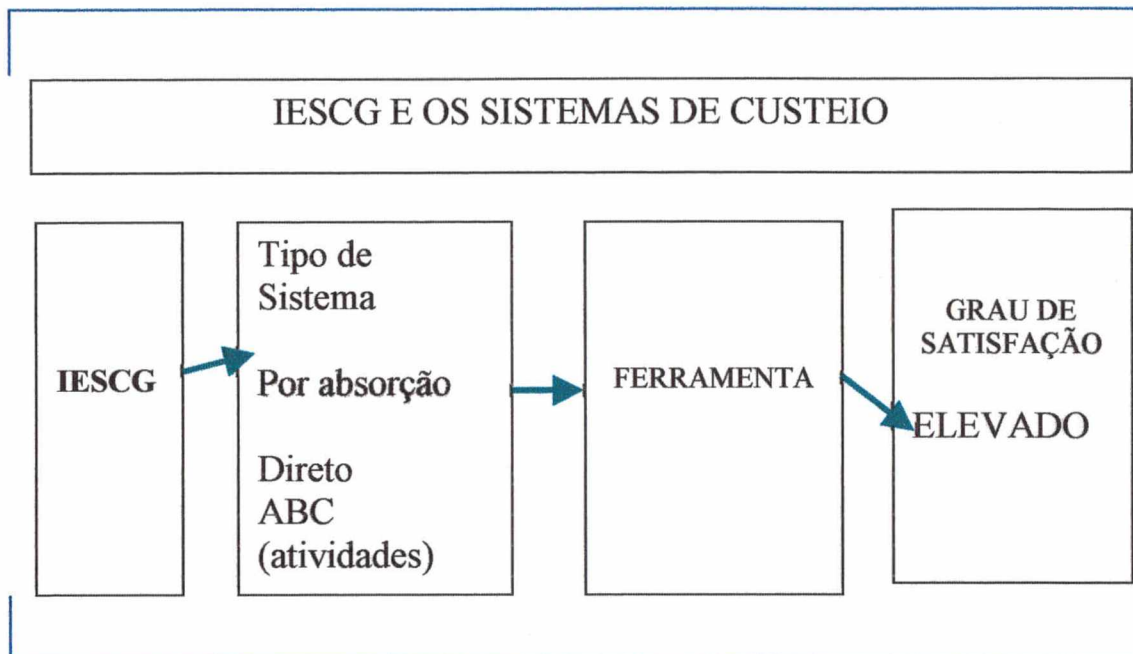 IESCG E OS SISTEMAS DE CUSTEIO
IESCG
Tipo de
Sistema
Por absorção
Direto
ABC
(atividades)
FERRAMENTA
GRAU DE
SATISFAÇÃO
ELEVADO